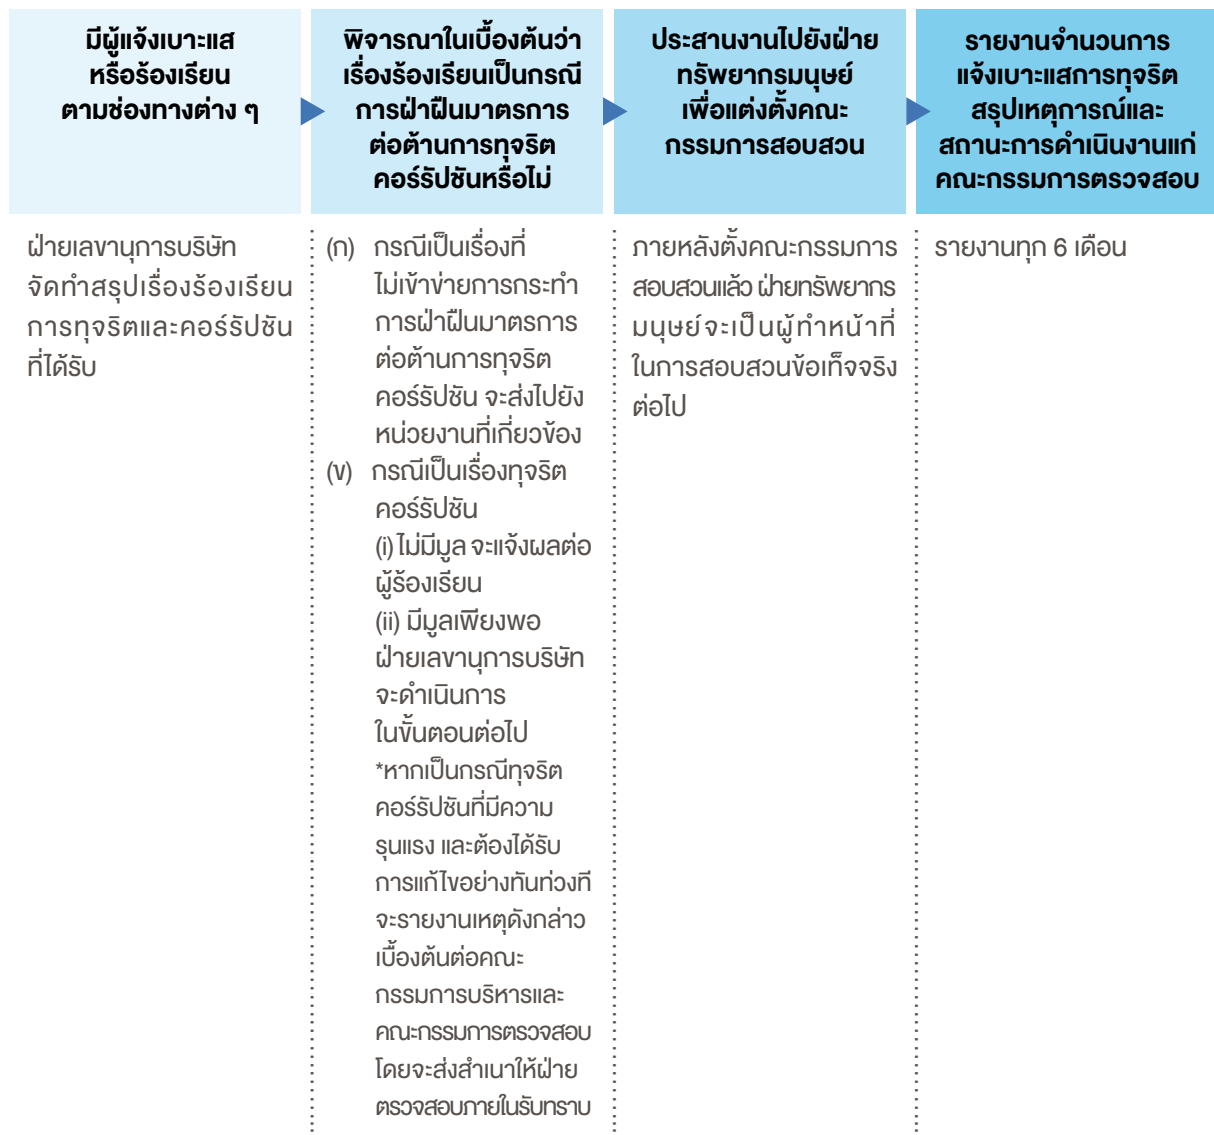 มีผู้แจ้งเบาะแส
หรือร้องเรียน
ตามช่องทางต่าง ๆ
พิจารณาในเบื้องต้นว่า
เรื่องร้องเรียนเป็นกรณี
การฝ่าฝืนมาตรการ
ต่อต้านการทุจริต
คอร์รัปชันหรือไม่
ประสานงานไปยังฝ่าย
ทรัพยากรมนุษย์
เพื่อแต่งตั้งคณะ
กรรมการสอบสวน
รายงานจำนวนการ
แจ้งเบาะแสการทุจริต
สรุปเหตุการณ์และ
สถานะการดำเนินงานแก่
คณะกรรมการตรวจสอบ
ฝ่ายเลขานุการบริษัท
จัดทำสรุปเรื่องร้องเรียน
การทุจริตและคอร์รัปชัน
ที่ได้รับ
(ก) กรณีเป็นเรื่องที่
ไม่เข้าข่ายการกระทำ
การฝ่าฝืนมาตรการ
ต่อต้านการทุจริต
คอร์รัปชัน จะส่งไปยัง
หน่วยงานที่เกี่ยวข้อง
(ข) กรณีเป็นเรื่องทุจริต
คอร์รัปชัน
(i) ไม่มีมูล จะแจ้งผลต่อ
ผู้ร้องเรียน
(ii) มีมูลเพียงพอ
ฝ่ายเลขานุการบริษัท
จะดำเนินการ
ในขั้นตอนต่อไป
*หากเป็นกรณีทุจริต
คอร์รัปชันที่มีความ
รุนแรง และต้องได้รับ
การแก้ไขอย่างทันท่วงที
จะรายงานเหตุดังกล่าว
เบื้องต้นต่อคณะ
กรรมการบริหารและ
คณะกรรมการตรวจสอบ
โดยจะส่งสำเนาให้ฝ่าย
ตรวจสอบภายในรับทราบ
ภายหลังตั้งคณะกรรมการ
สอบสวนแล้ว ฝ่ายทรัพยากร
มนุษย์จะเป็นผู้ทำหน้าที่
ในการสอบสวนข้อเท็จจริง
ต่อไป
รายงานทุก 6 เดือน